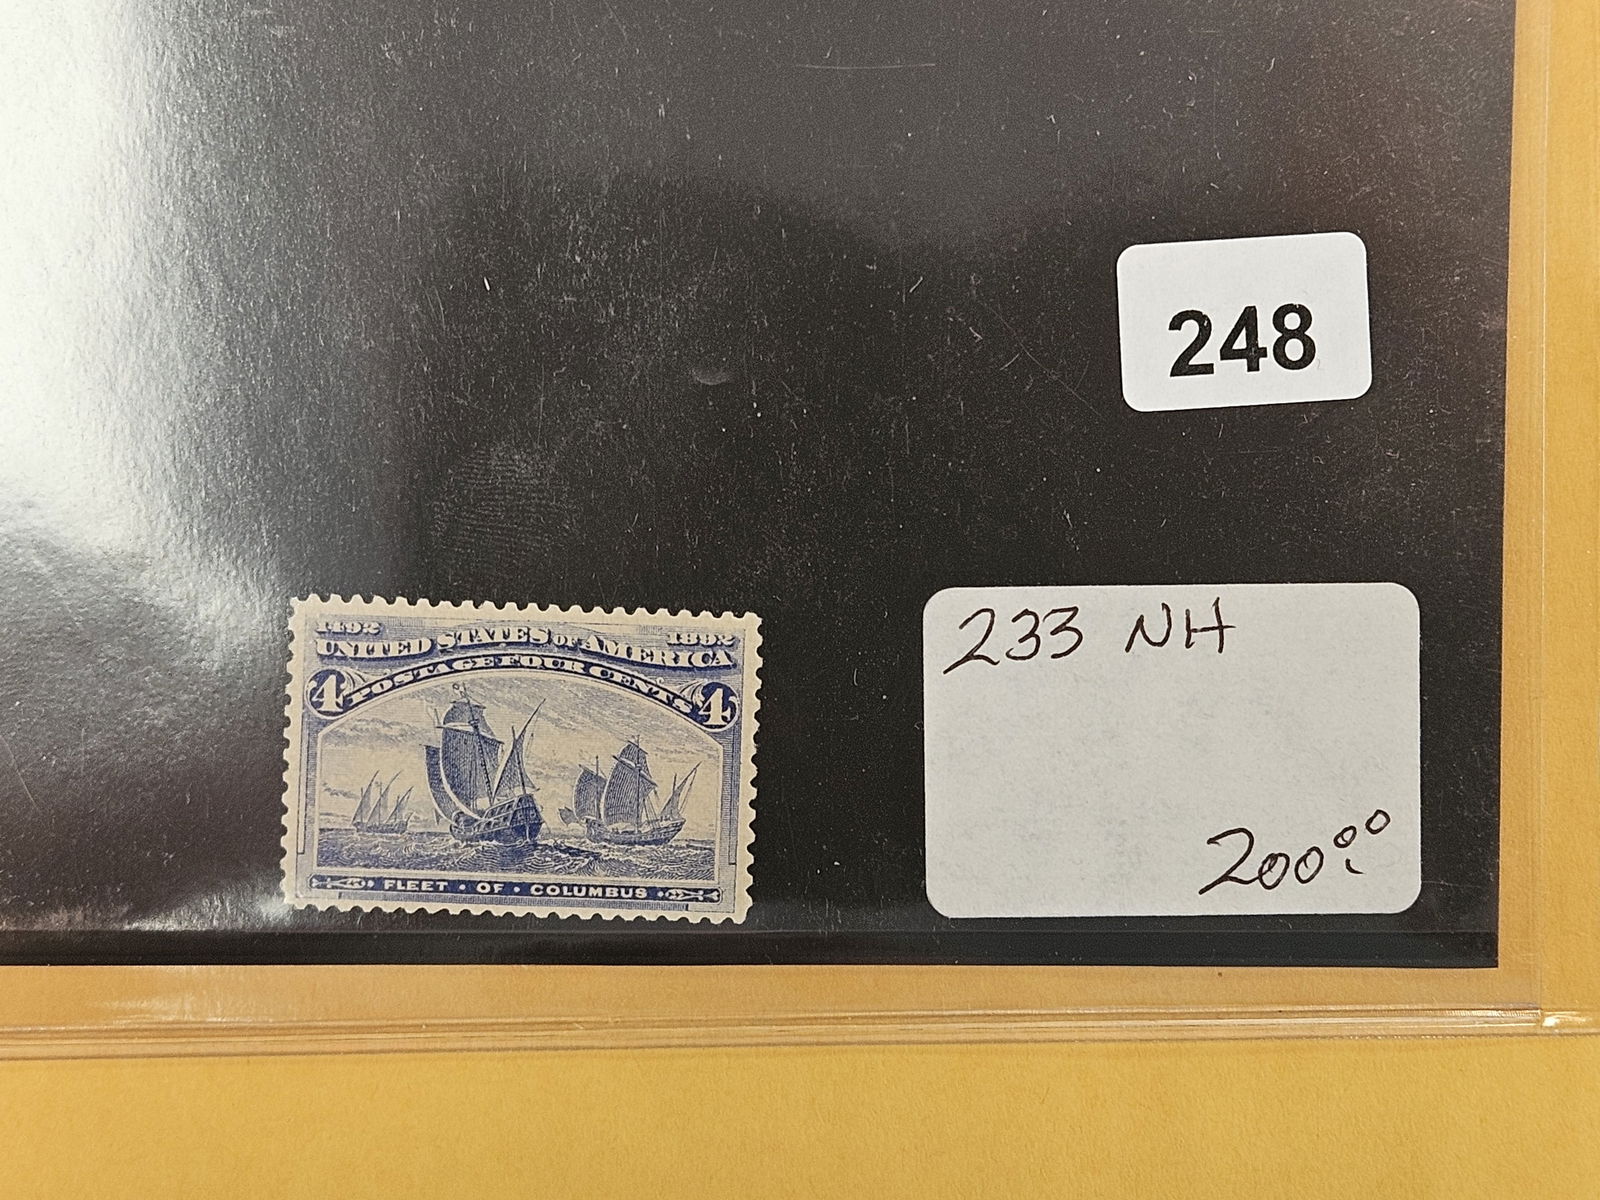 248
1492 1892
UNITED STATES OF AMERICA
POSTAGE FOUR CENTS
4 4
FLEET · OF · COLUMBUS
233 NH
200.00